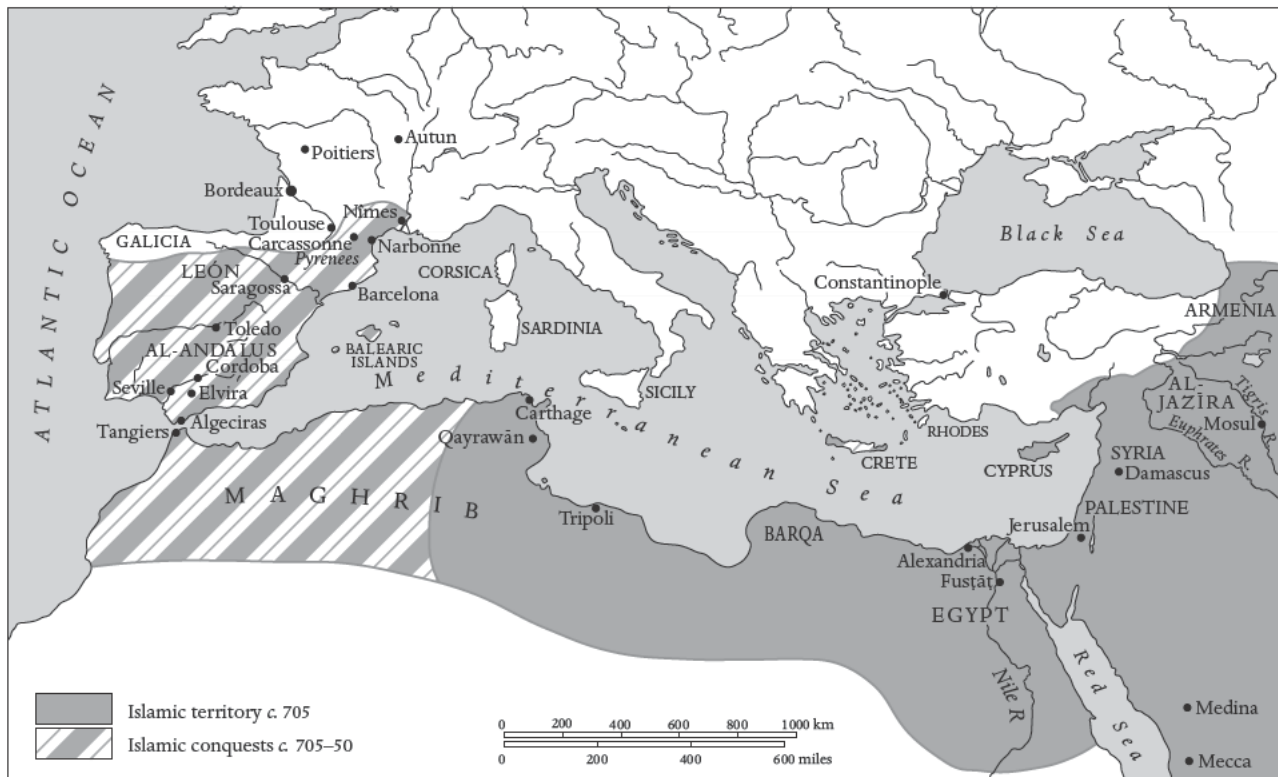 ATLANTIC OCEAN
Autun
Poitiers
Bordeaux
Nîmes
Toulouse
Carcassonne
Narbonne
Pyrenees
GALICIA
LEÓN
Saragossa
Barcelona
CORSICA
SARDINIA
Toledo
AL-ANDALUS
BALEARIC
ISLANDS
Cordoba
Seville
Elvira
Algeciras
Tangiers
Mediterranean Sea
SICILY
Carthage
Qayrawān
MAGHRIB
Tripoli
BARQA
Black Sea
Constantinople
ARMENIA
AL-
JAZĪRA
Tigris R.
Mosul
Euphrates R.
RHODES
CRETE
CYPRUS
SYRIA
Damascus
PALESTINE
Jerusalem
Alexandria
Fusṭāṭ
EGYPT
Nile R
Red Sea
Medina
Mecca
Islamic territory c. 705
Islamic conquests c. 705–50
0 200 400 600 800 1000 km
0 200 400 600 miles